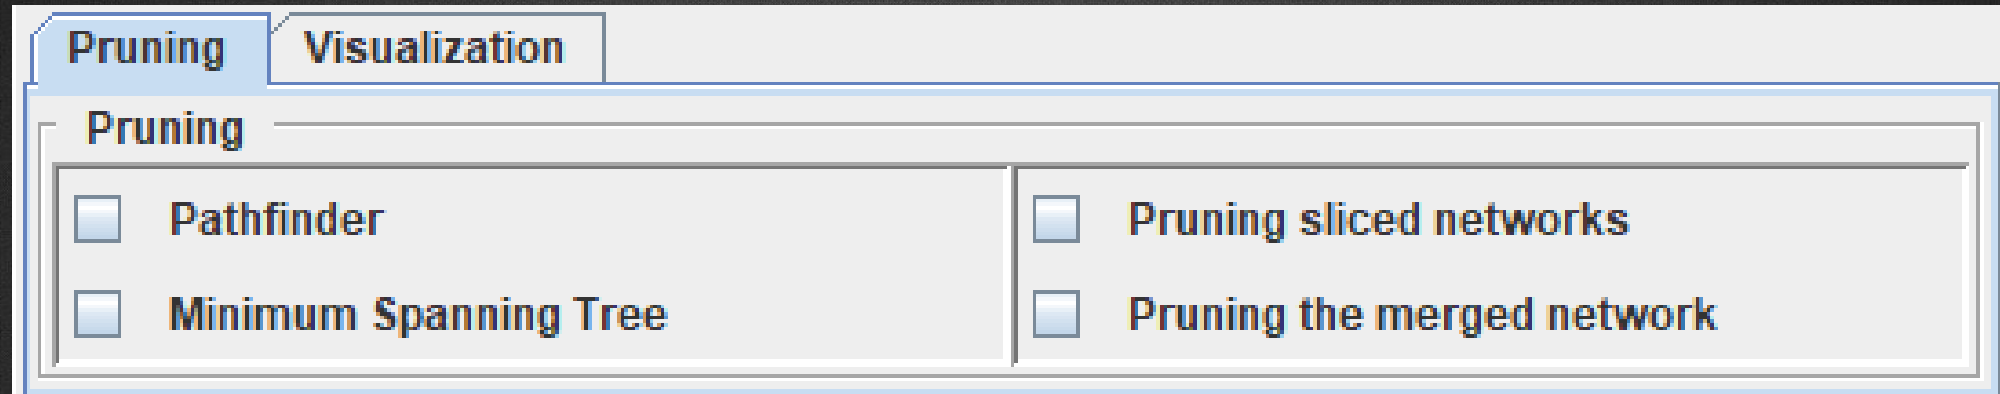 Pruning
Visualization
Pruning
Pathfinder
Pruning sliced networks
Minimum Spanning Tree
Pruning the merged network